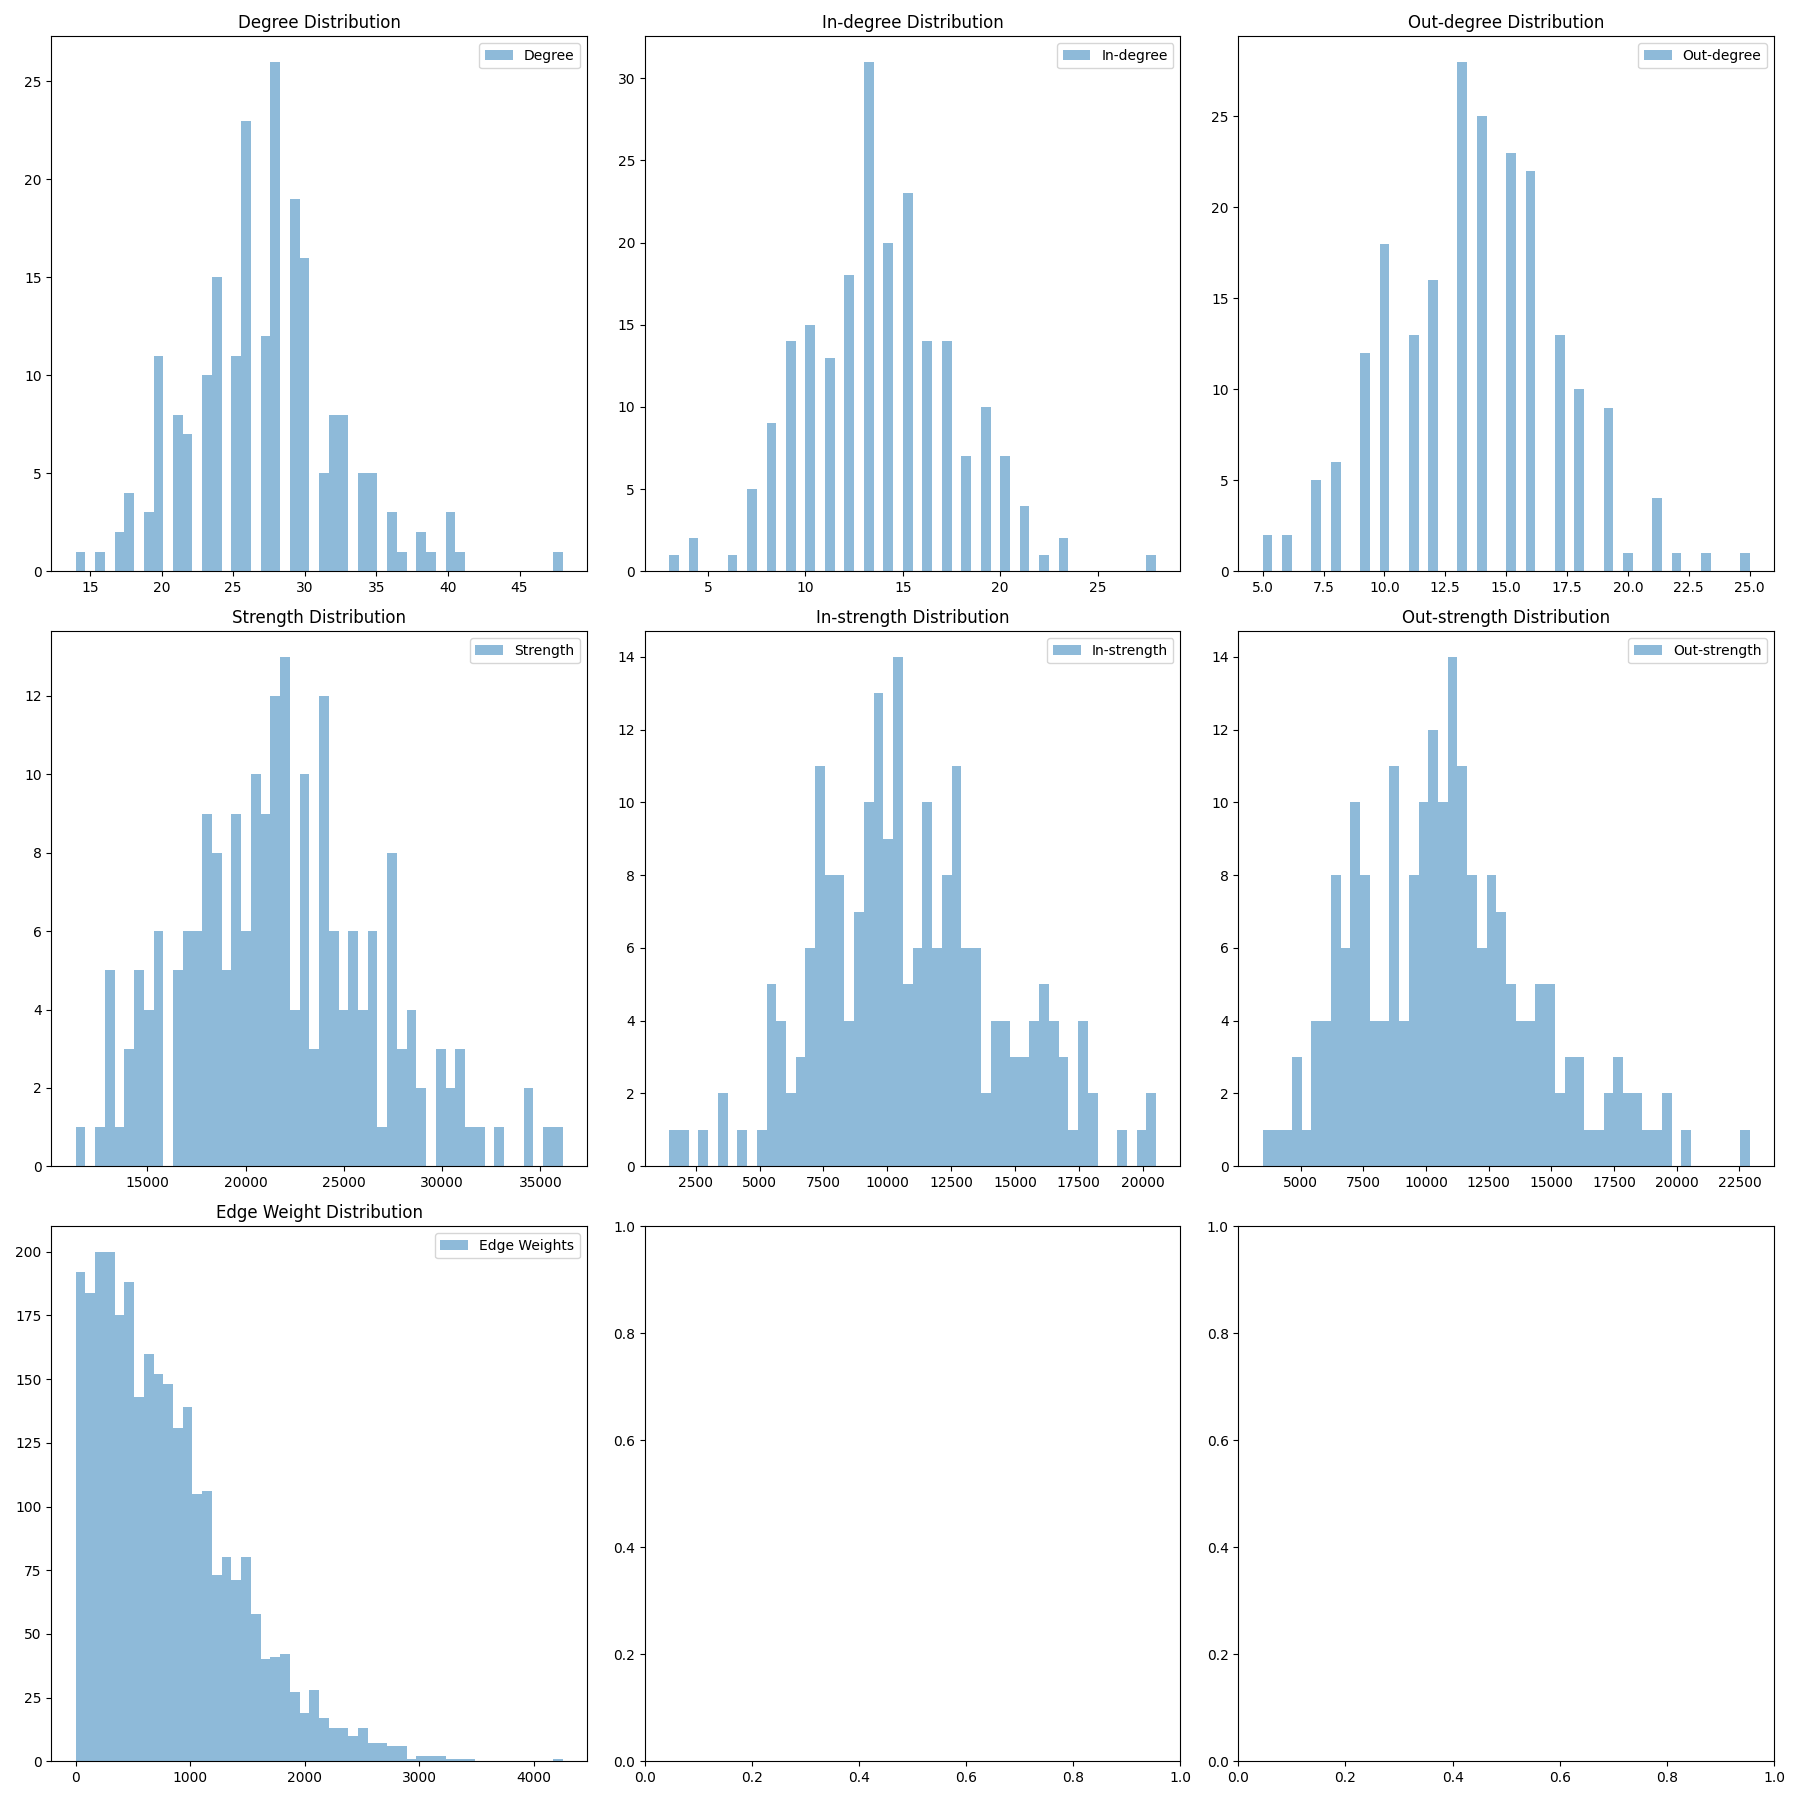 Degree Distribution
Degree
25
20
15
10
5
0
15 20 25 30 35 40 45
In-degree Distribution
In-degree
30
25
20
15
10
5
0
5 10 15 20 25
Out-degree Distribution
Out-degree
25
20
15
10
5
0
5.0 7.5 10.0 12.5 15.0 17.5 20.0 22.5 25.0
Strength Distribution
Strength
12
10
8
6
4
2
0
15000 20000 25000 30000 35000
In-strength Distribution
In-strength
14
12
10
8
6
4
2
0
2500 5000 7500 10000 12500 15000 17500 20000
Out-strength Distribution
Out-strength
14
12
10
8
6
4
2
0
5000 7500 10000 12500 15000 17500 20000 22500
Edge Weight Distribution
Edge Weights
200
175
150
125
100
75
50
25
0
0 1000 2000 3000 4000
1.0
0.8
0.6
0.4
0.2
0.0
0.0 0.2 0.4 0.6 0.8 1.0
1.0
0.8
0.6
0.4
0.2
0.0
0.0 0.2 0.4 0.6 0.8 1.0